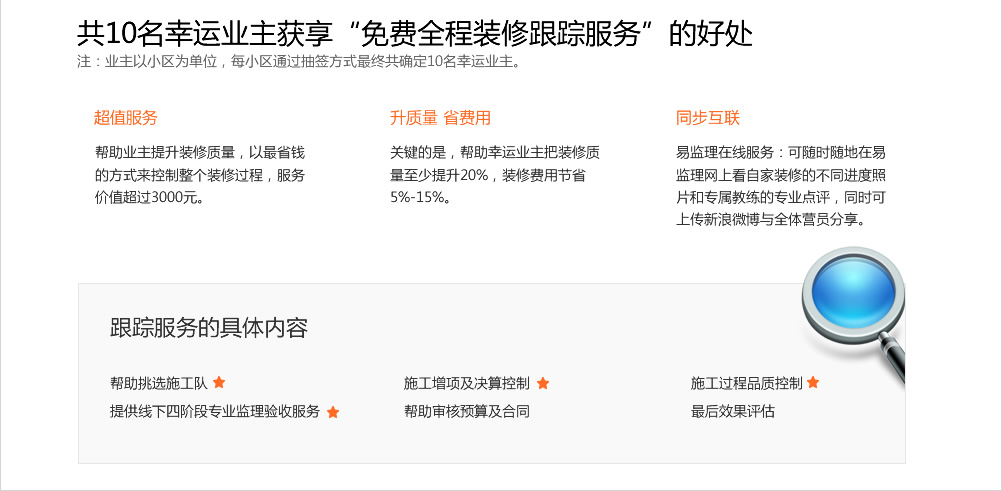 共10名幸运业主获享“免费全程装修跟踪服务”的好处
注：业主以小区为单位，每小区通过抽签方式最终共确定10名幸运业主。
超值服务
帮助业主提升装修质量，以最省钱
的方式来控制整个装修过程，服务
价值超过3000元。
升质量 省费用
关键的是，帮助幸运业主把装修质
量至少提升20%，装修费用节省
5%-15%。
同步互联
易监理在线服务：可随时随地在易
监理网上看自家装修的不同进度照
片和专属教练的专业点评，同时可
上传新浪微博与全体营员分享。
跟踪服务的具体内容
帮助挑选施工队
施工增项及决算控制
施工过程品质控制
提供线下四阶段专业监理验收服务
帮助审核预算及合同
最后效果评估